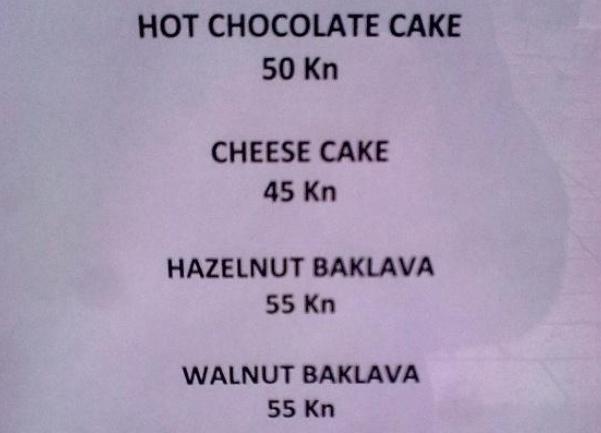 HOT CHOCOLATE CAKE
50 Kn
CHEESE CAKE
45 Kn
HAZELNUT BAKLAVA
55 Kn
WALNUT BAKLAVA
55 Kn